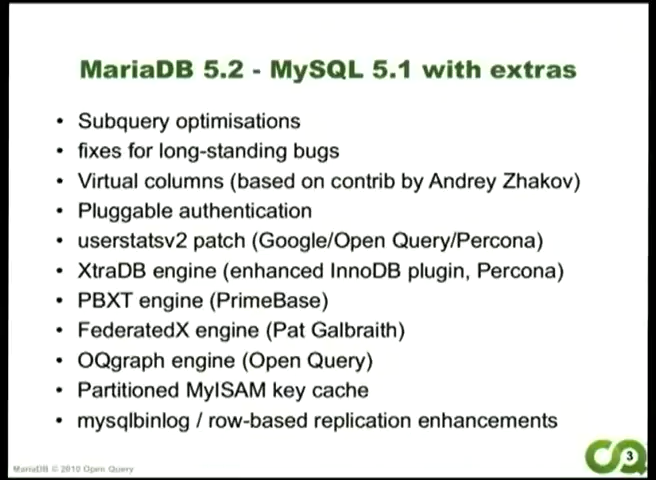 MariaDB 5.2 - MySQL 5.1 with extras
• Subquery optimisations
• fixes for long-standing bugs
• Virtual columns (based on contrib by Andrey Zhakov)
• Pluggable authentication
• userstatsv2 patch (Google/Open Query/Percona)
• XtraDB engine (enhanced InnoDB plugin, Percona)
• PBXT engine (PrimeBase)
• FederatedX engine (Pat Galbraith)
• OQgraph engine (Open Query)
• Partitioned MyISAM key cache
• mysqlbinlog / row-based replication enhancements
MariaDB © 2010 Open Query
3